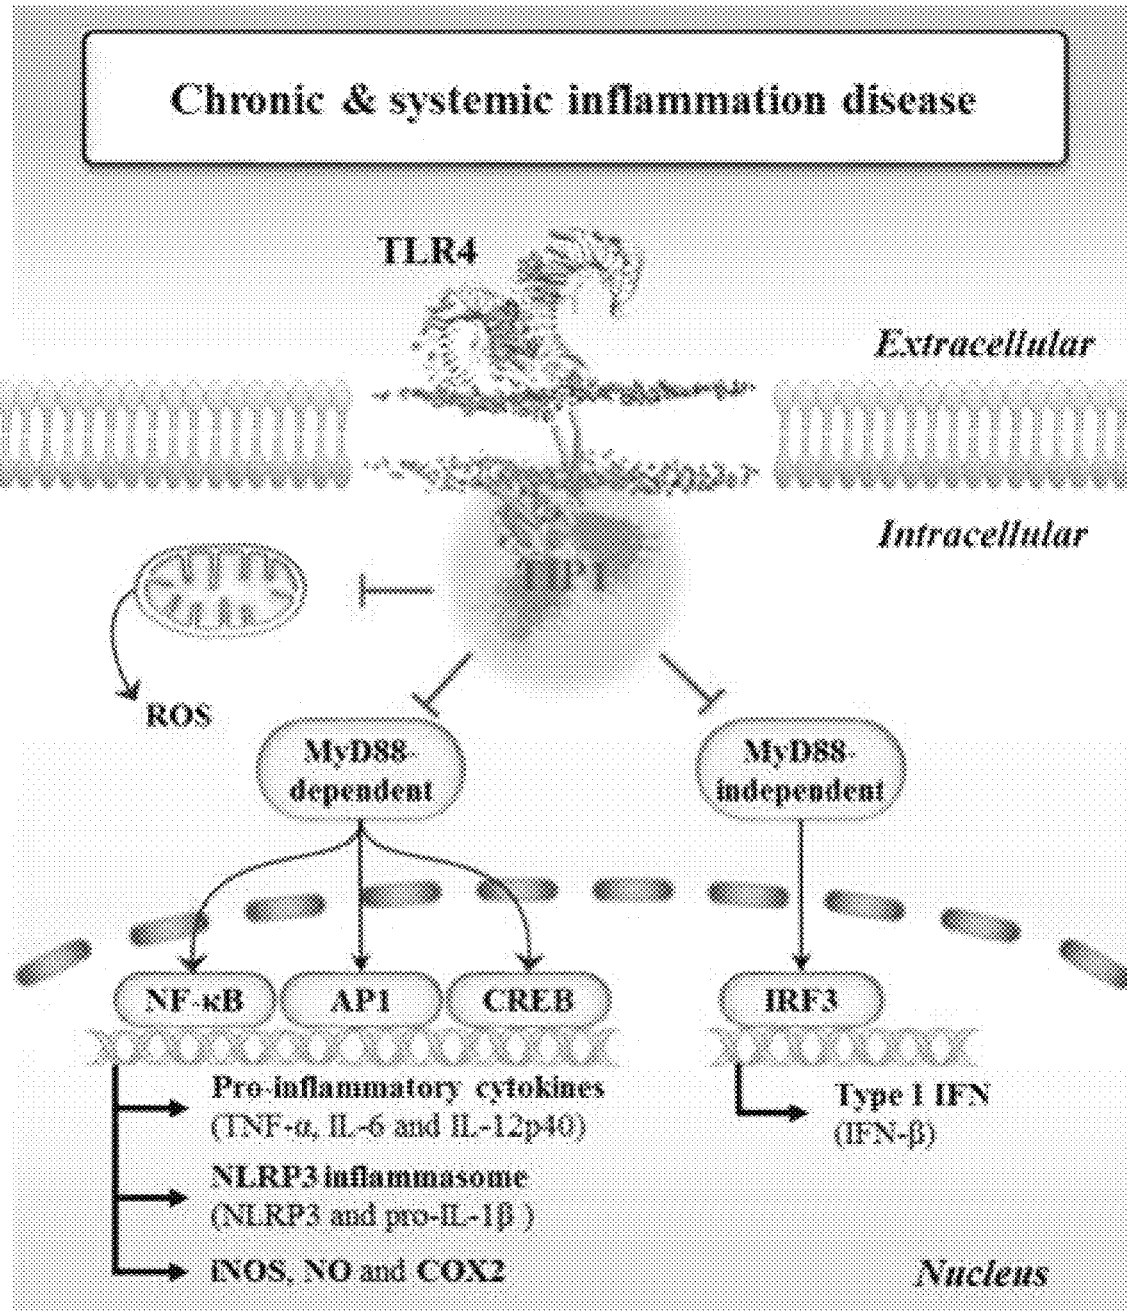 Chronic & systemic inflammation disease
TLR4
Extracellular
Intracellular
ROS
MyD88-
dependent
MyD88-
independent
NF-κB
AP1
CREB
IRF3
Pro-inflammatory cytokines
(TNF-α, IL-6 and IL-12p40)
Type 1 IFN
(IFN-β)
NLRP3 inflammasome
(NLRP3 and pro-IL-1β )
iNOS, NO and COX2
Nucleus